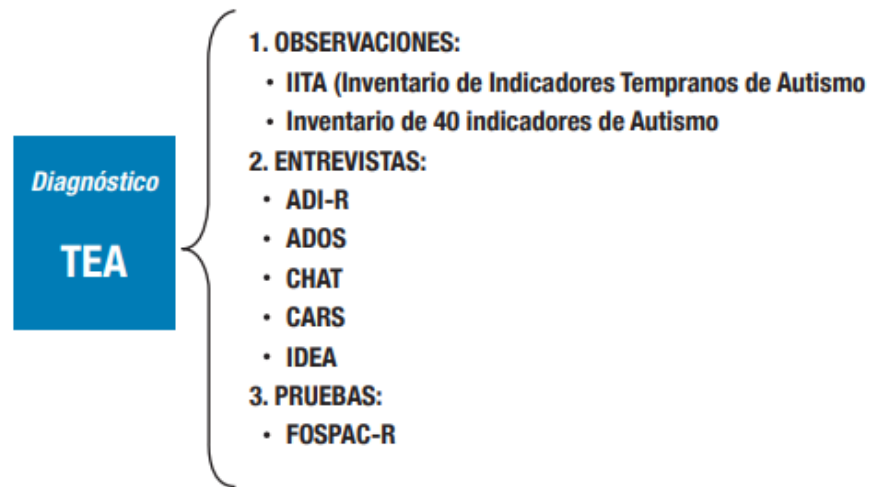 Diagnóstico
TEA
1. OBSERVACIONES:
• IITA (Inventario de Indicadores Tempranos de Autismo
• Inventario de 40 indicadores de Autismo
2. ENTREVISTAS:
• ADI-R
• ADOS
• CHAT
• CARS
• IDEA
3. PRUEBAS:
• FOSPAC-R